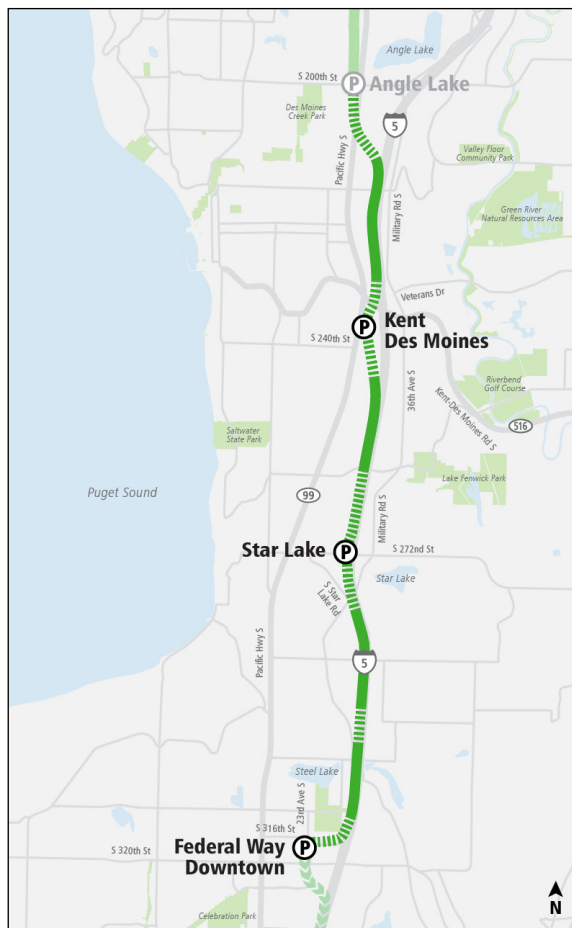 Angle Lake
S 200th St
P
Angle Lake
Des Moines
Creek Park
5
Pacific Hwy S
Valley Floor
Community Park
Military Rd S
Green River
Natural Resources Area
Veterans Dr
P
Kent
Des Moines
S 240th St
36th Ave S
Riverbend
Golf Course
Kent-Des Moines Rd S
516
Saltwater
State Park
Lake Fenwick Park
Puget Sound
99
Military Rd S
Star Lake
P
S 272nd St
Star Lake
S Star
Lake Rd
Pacific Hwy S
5
Steel Lake
23rd Ave S
S 316th St
Federal Way
Downtown
P
S 320th St
Celebration Park
N